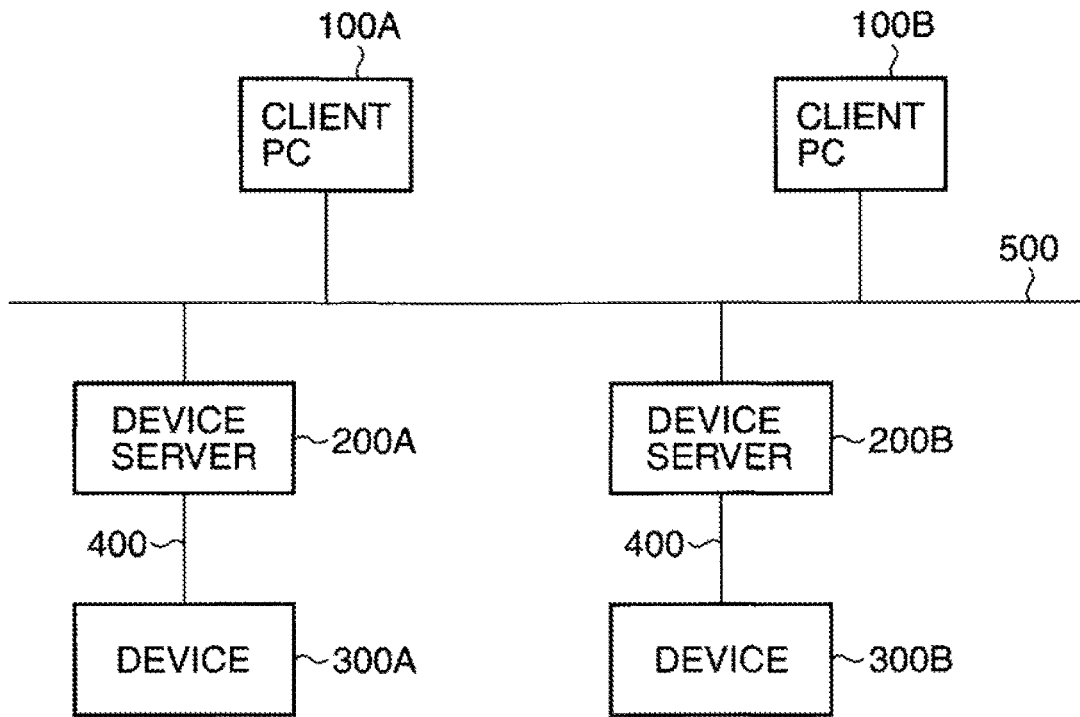 100A
100B
CLIENT
PC
CLIENT
PC
500
DEVICE
SERVER
200A
DEVICE
SERVER
200B
400
400
DEVICE
300A
DEVICE
300B